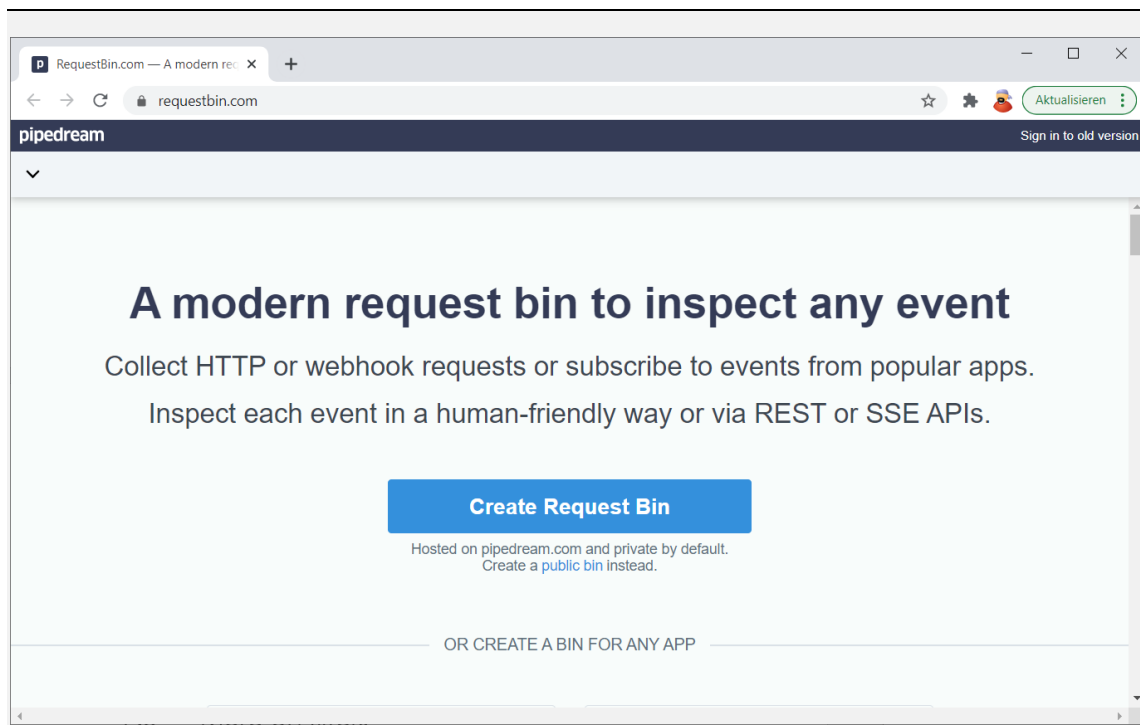 RequestBin.com — A modern rec
requestbin.com
Aktualisieren
pipedream
Sign in to old version
A modern request bin to inspect any event
Collect HTTP or webhook requests or subscribe to events from popular apps.
Inspect each event in a human-friendly way or via REST or SSE APIs.
Create Request Bin
Hosted on pipedream.com and private by default.
Create a public bin instead.
OR CREATE A BIN FOR ANY APP